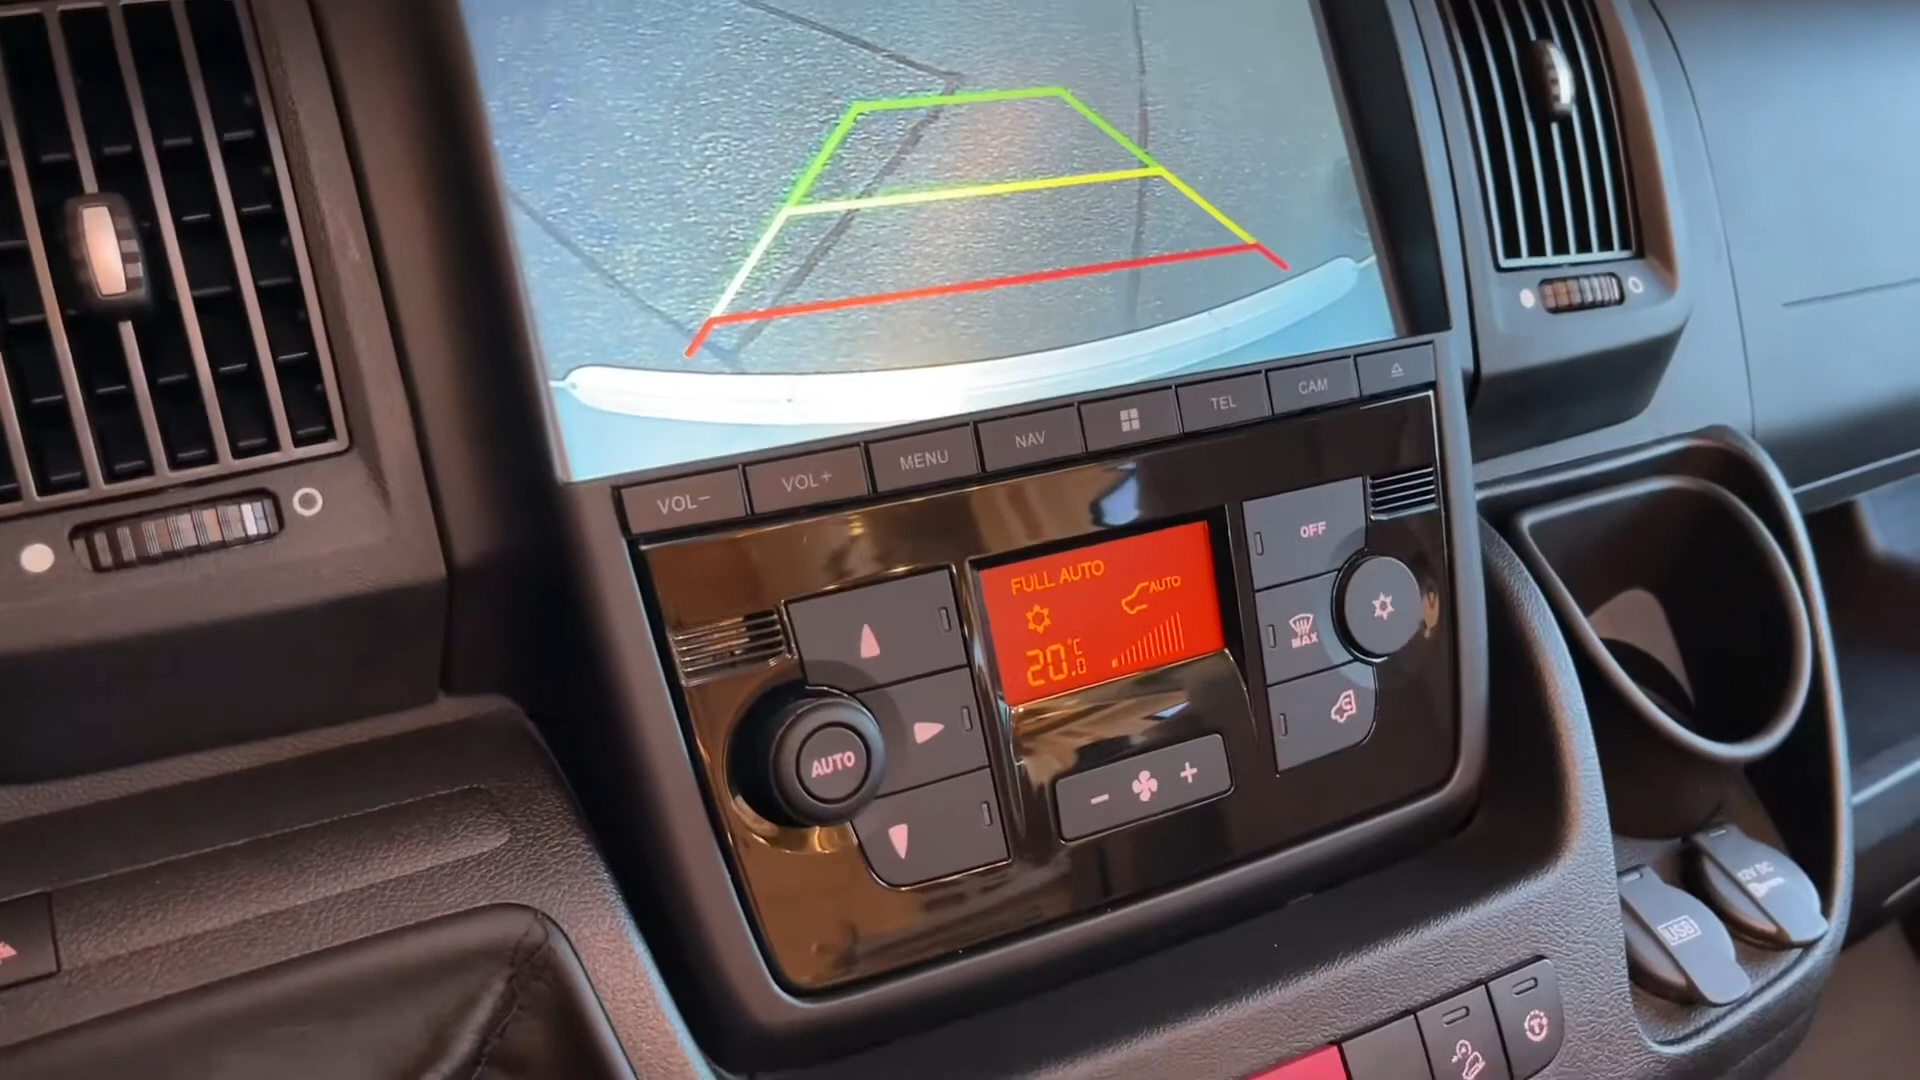 VOL−
VOL+
MENU
NAV
TEL
CAM
FULL AUTO
AUTO
20.0 °C
OFF
MAX
AUTO
− +
USB
12V DC